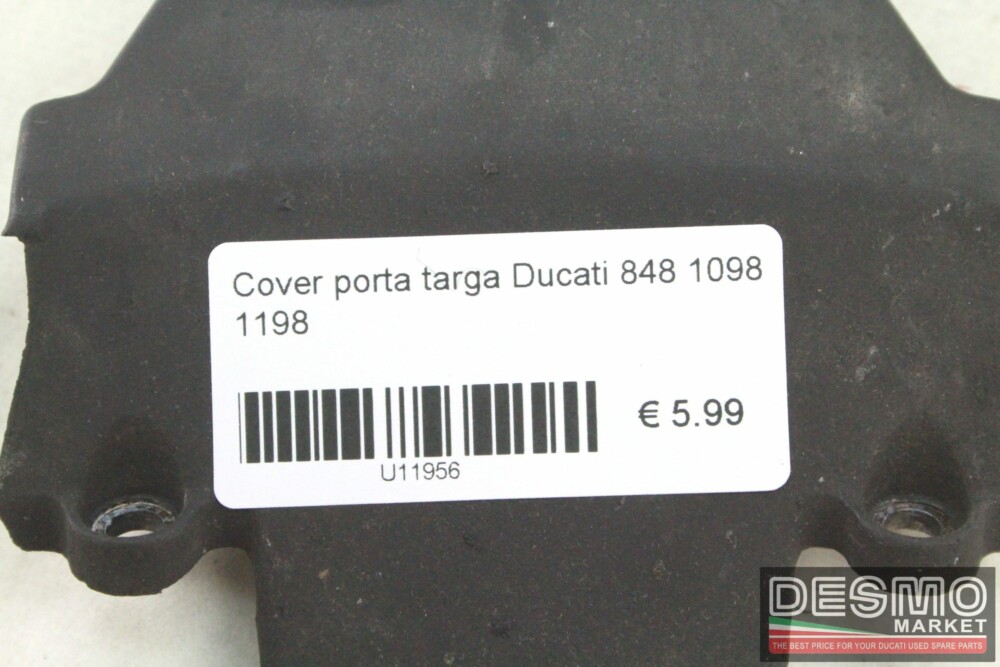 Cover porta targa Ducati 848 1098
1198
€ 5.99
U11956
DESMO
MARKET
THE BEST PRICE FOR YOUR DUCATI USED SPARE PARTS